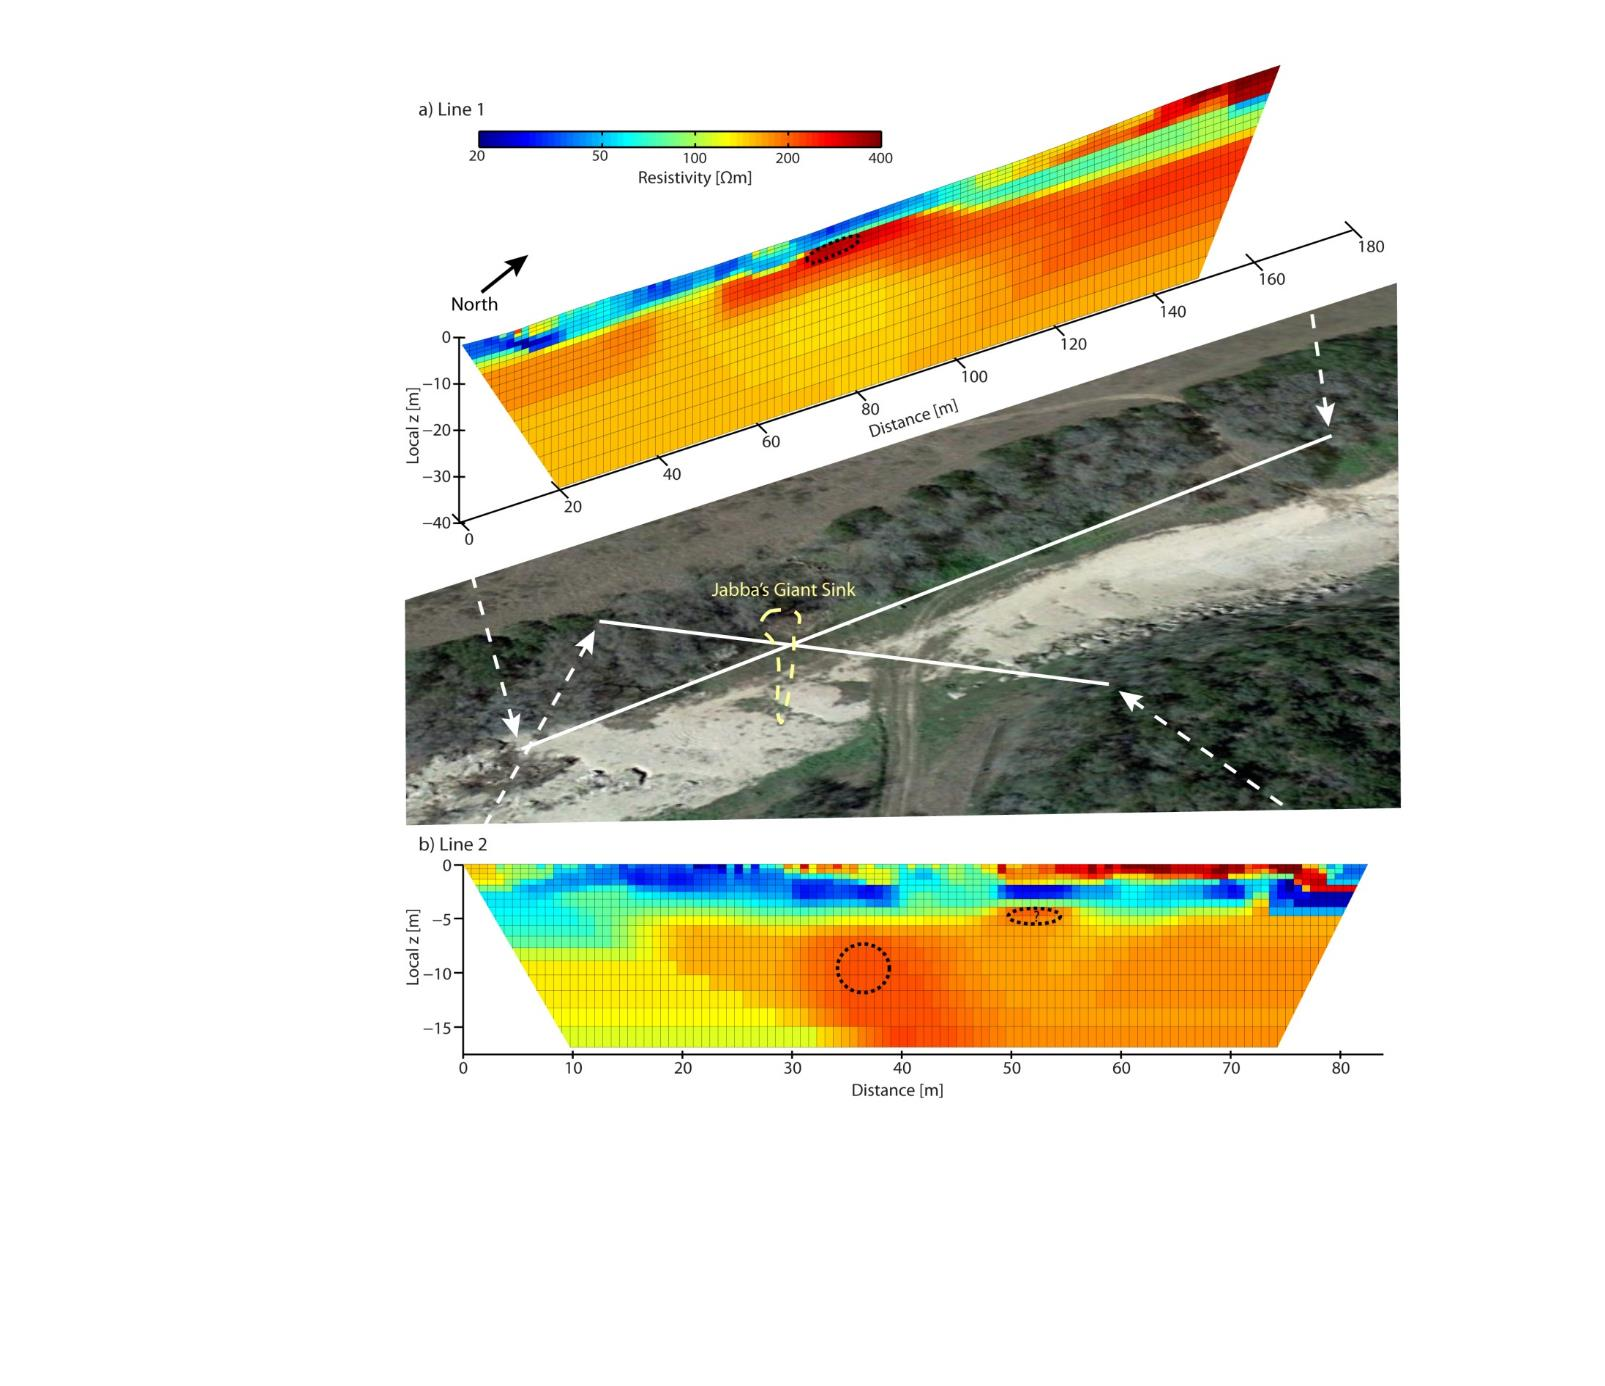 a) Line 1
20 50 100 200 400
Resistivity [Ωm]
North
0
−10
−20
−30
−40
Local z [m]
0 20 40 60 80 100 120 140 160 180
Distance [m]
Jabba’s Giant Sink
b) Line 2
0
−5
−10
−15
Local z [m]
?
0 10 20 30 40 50 60 70 80
Distance [m]